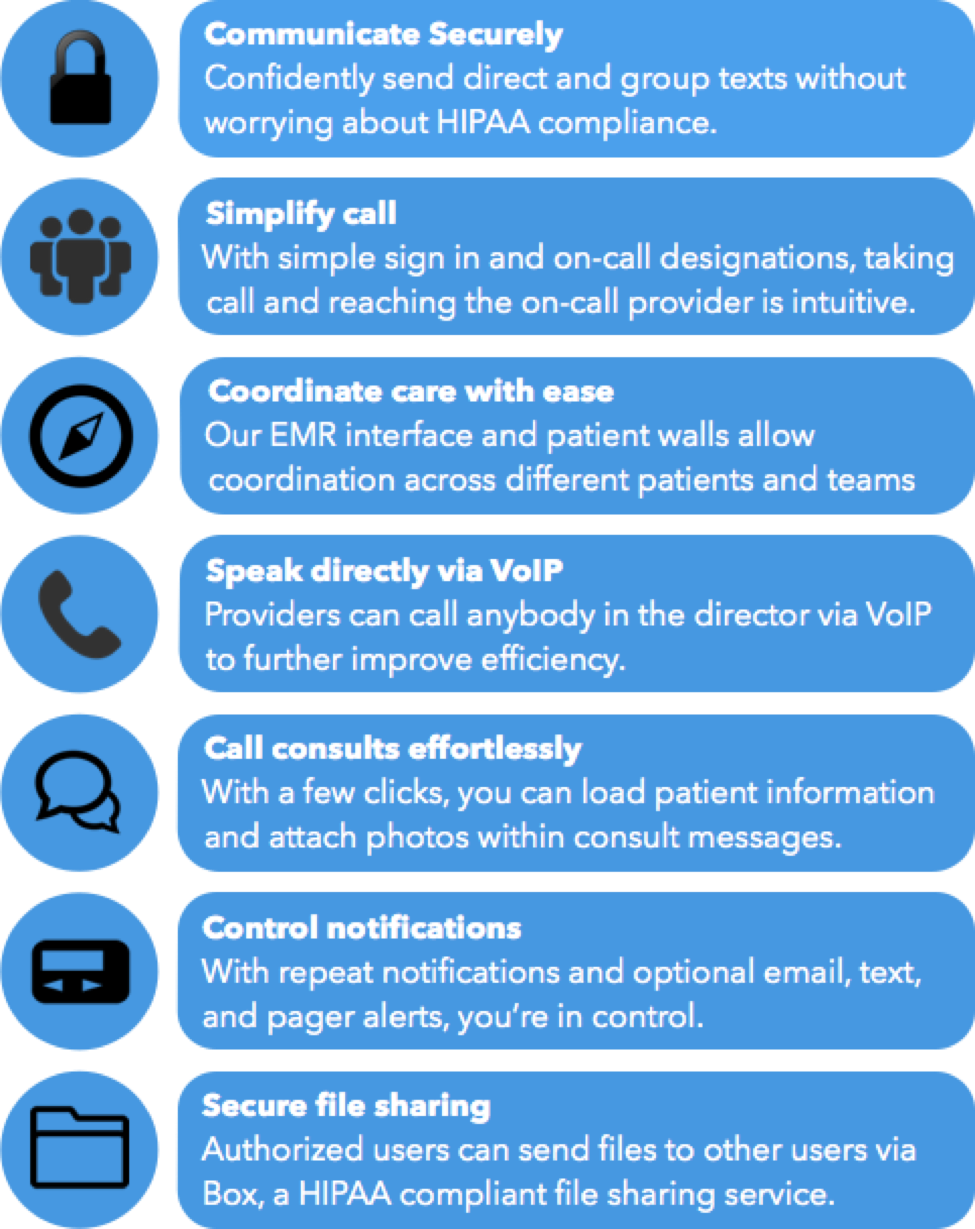 Communicate Securely
Confidently send direct and group texts without
worrying about HIPAA compliance.
Simplify call
With simple sign in and on-call designations, taking
call and reaching the on-call provider is intuitive.
Coordinate care with ease
Our EMR interface and patient walls allow
coordination across different patients and teams
Speak directly via VoIP
Providers can call anybody in the director via VoIP
to further improve efficiency.
Call consults effortlessly
With a few clicks, you can load patient information
and attach photos within consult messages.
Control notifications
With repeat notifications and optional email, text,
and pager alerts, you’re in control.
Secure file sharing
Authorized users can send files to other users via
Box, a HIPAA compliant file sharing service.